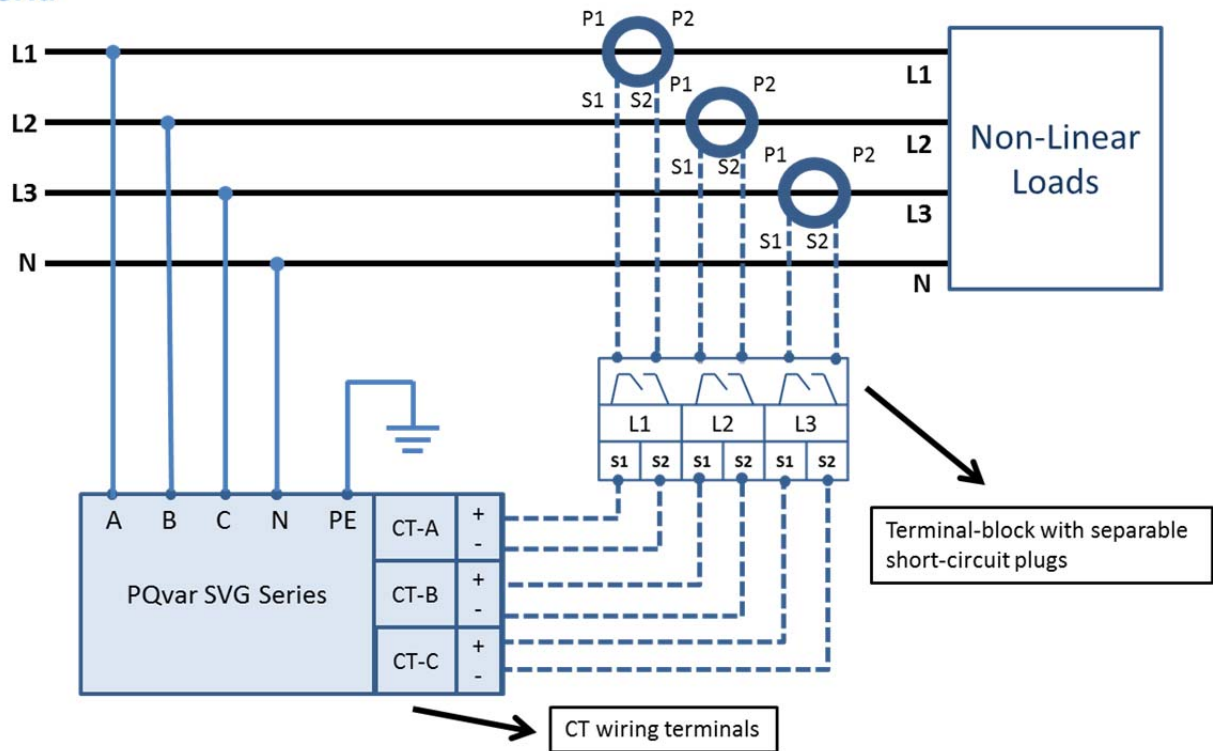 P1 P2
L1
L1
P1 P2
S1 S2
L2
L2
P1 P2
S1 S2
Non-Linear
Loads
L3
L3
S1 S2
N
N
L1 L2 L3
S1 S2 S1 S2 S1 S2
A B C N PE
CT-A + -
CT-B + -
CT-C + -
PQvar SVG Series
Terminal-block with separable
short-circuit plugs
CT wiring terminals